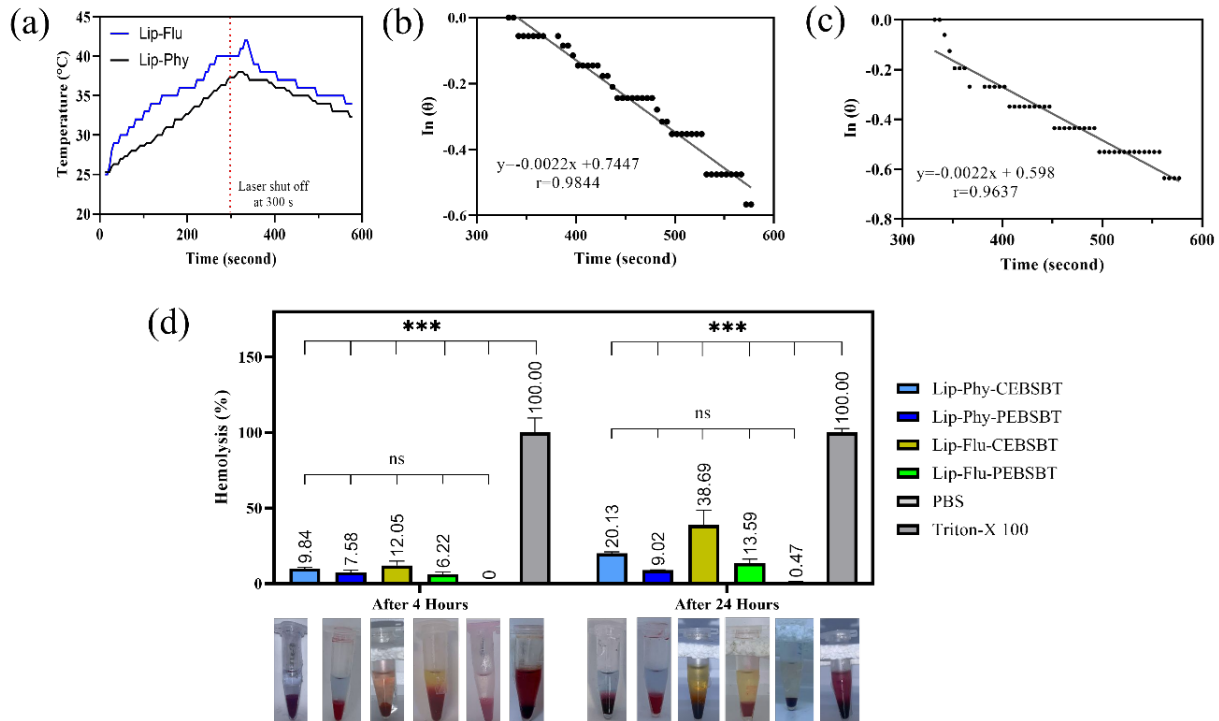 (a)
Lip-Flu
Lip-Phy
Temperature (°C)
45
40
35
30
25
20
0
200
400
600
Time (second)
Laser shut off
at 300 s
(b)
In (θ)
0.0
-0.2
-0.4
-0.6
300
400
500
600
Time (second)
y=-0.0022x +0.7447
r=0.9844
(c)
In (θ)
0.0
-0.2
-0.4
-0.6
-0.8
300
400
500
600
Time (second)
y=-0.0022x + 0.598
r=0.9637
(d)
Hemolysis (%)
150
100
50
0
***
***
ns
ns
9.84
7.58
12.05
6.22
0
100.00
20.13
9.02
38.69
13.59
0.47
100.00
After 4 Hours
After 24 Hours
Lip-Phy-CEBSBT
Lip-Phy-PEBSBT
Lip-Flu-CEBSBT
Lip-Flu-PEBSBT
PBS
Triton-X 100